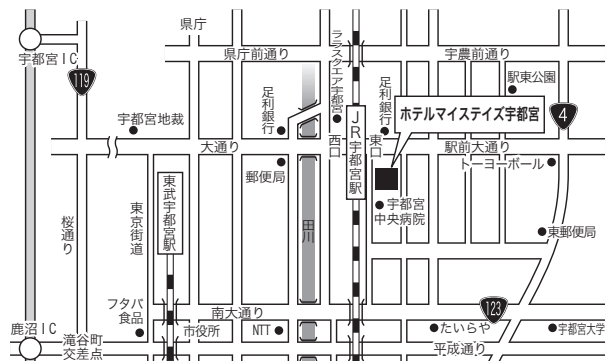 県庁
県庁前通り
宇農前通り
宇都宮IC
119
ララスクエア宇都宮
駅東公園
足利銀行
足利銀行
ホテルマイステイズ宇都宮
4
宇都宮地裁
JR宇都宮駅
西口
東口
大通り
駅前大通り
郵便局
トーヨーボール
東武宇都宮駅
宇都宮
中央病院
桜通り
東京街道
田川
東郵便局
フタバ
食品
南大通り
123
鹿沼IC
滝谷町
交差点
市役所
NTT
たいらや
宇都宮大学
平成通り